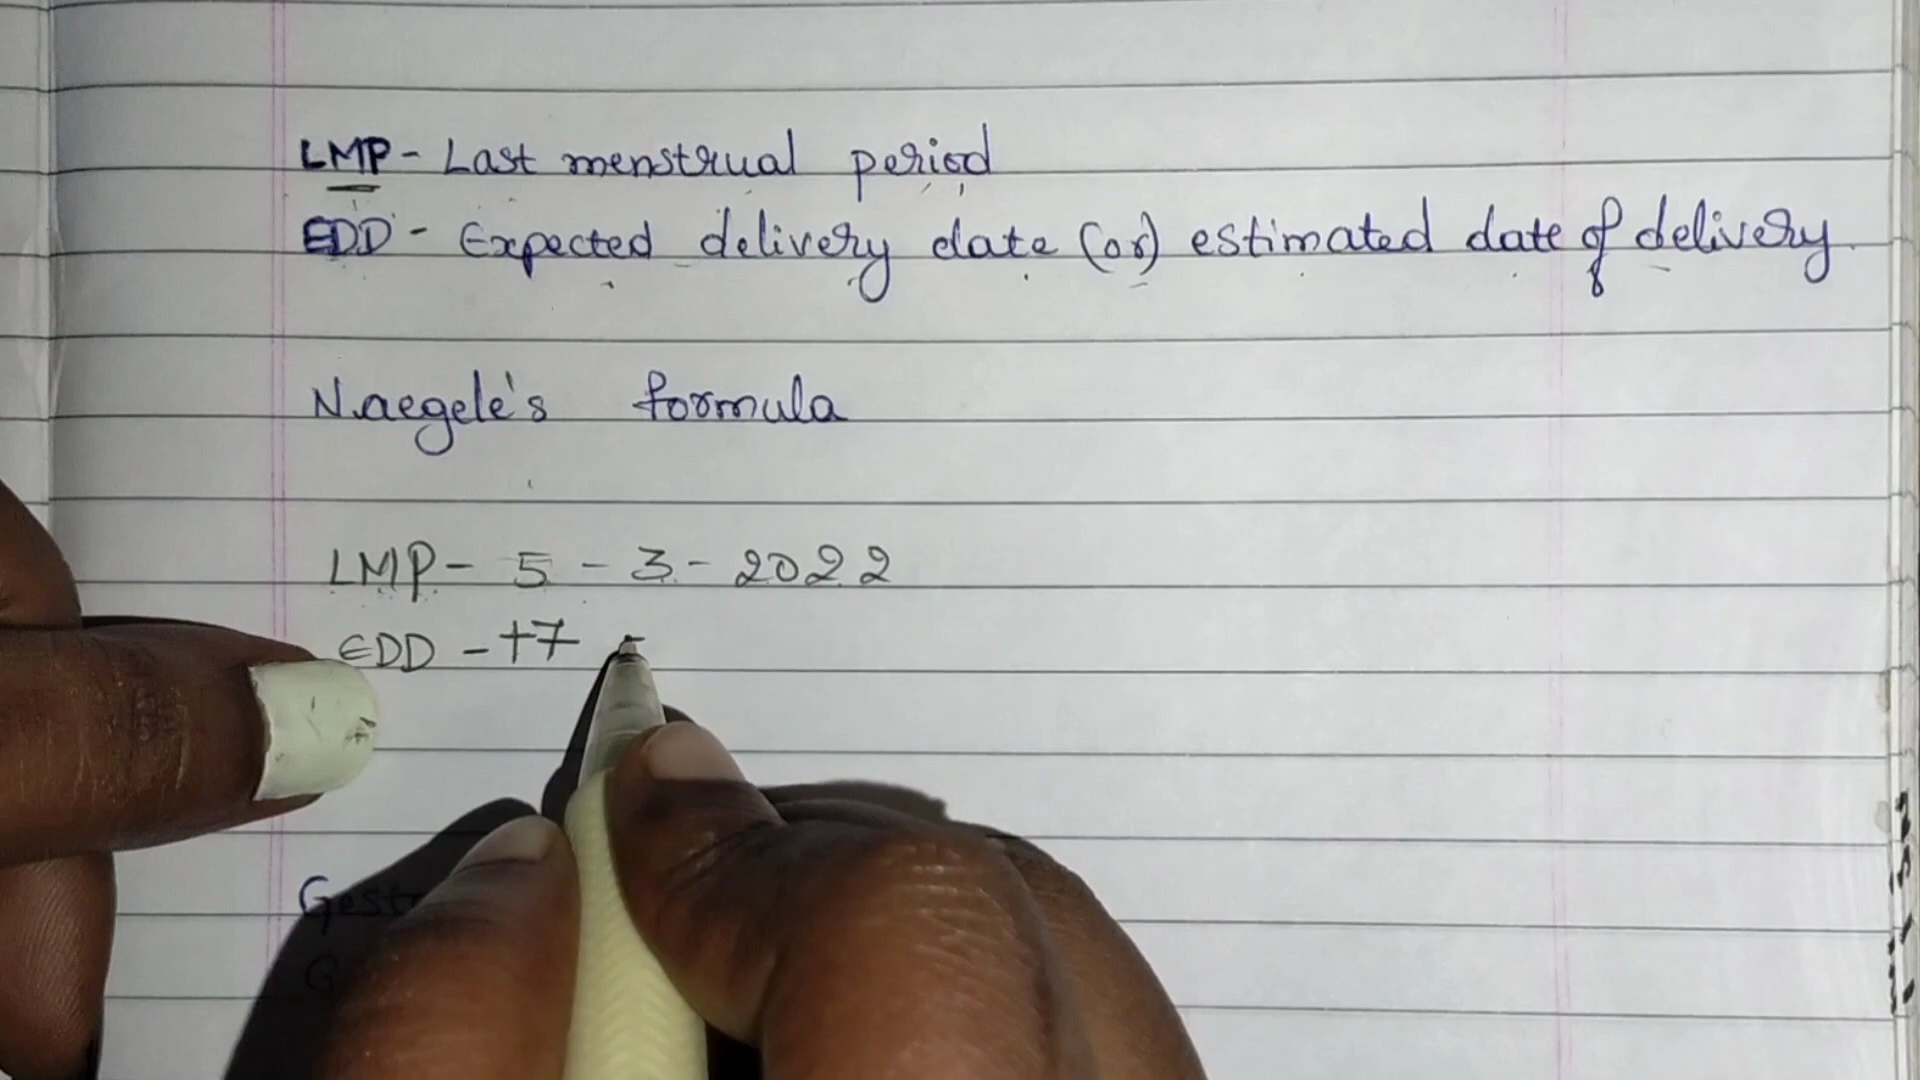 LMP - Last menstrual period
EDD - Expected delivery date (or) estimated date of delivery.
Naegele's formula
LMP - 5 - 3 - 2022
EDD - +7 -